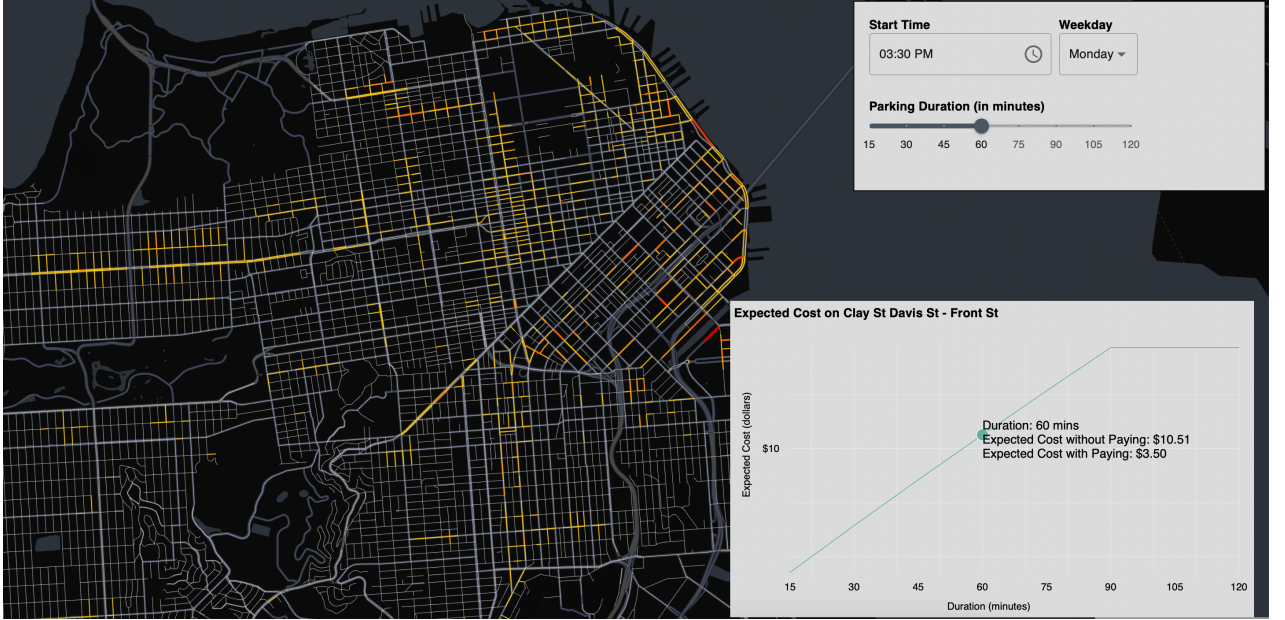 Start Time
Weekday
03:30 PM
Monday
Parking Duration (in minutes)
15 30 45 60 75 90 105 120
Expected Cost on Clay St Davis St - Front St
Expected Cost (dollars)
$10
Duration: 60 mins
Expected Cost without Paying: $10.51
Expected Cost with Paying: $3.50
15 30 45 60 75 90 105 120
Duration (minutes)